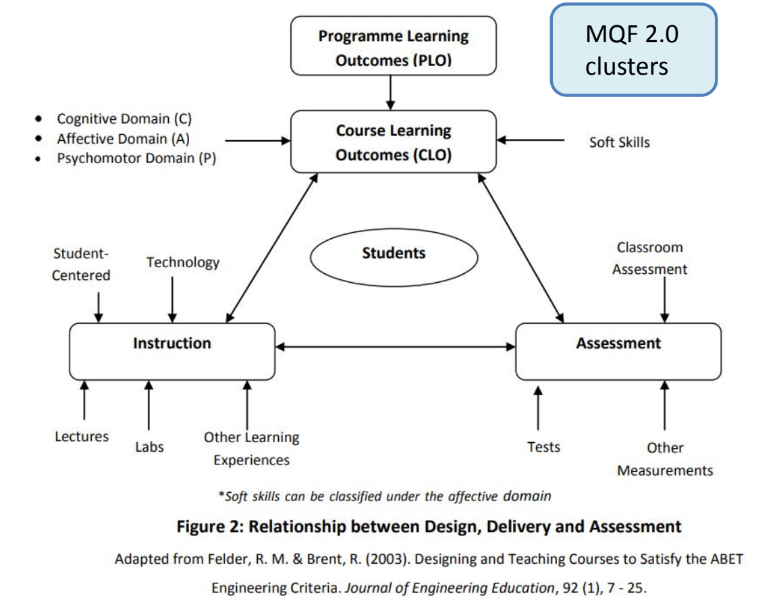 Programme Learning
Outcomes (PLO)
MQF 2.0
clusters
• Cognitive Domain (C)
• Affective Domain (A)
• Psychomotor Domain (P)
Course Learning
Outcomes (CLO)
Soft Skills
Students
Student-
Centered
Technology
Classroom
Assessment
Instruction
Assessment
Lectures
Labs
Other Learning
Experiences
Tests
Other
Measurements
*Soft skills can be classified under the affective domain
Figure 2: Relationship between Design, Delivery and Assessment
Adapted from Felder, R. M. & Brent, R. (2003). Designing and Teaching Courses to Satisfy the ABET
Engineering Criteria. Journal of Engineering Education, 92 (1), 7 - 25.